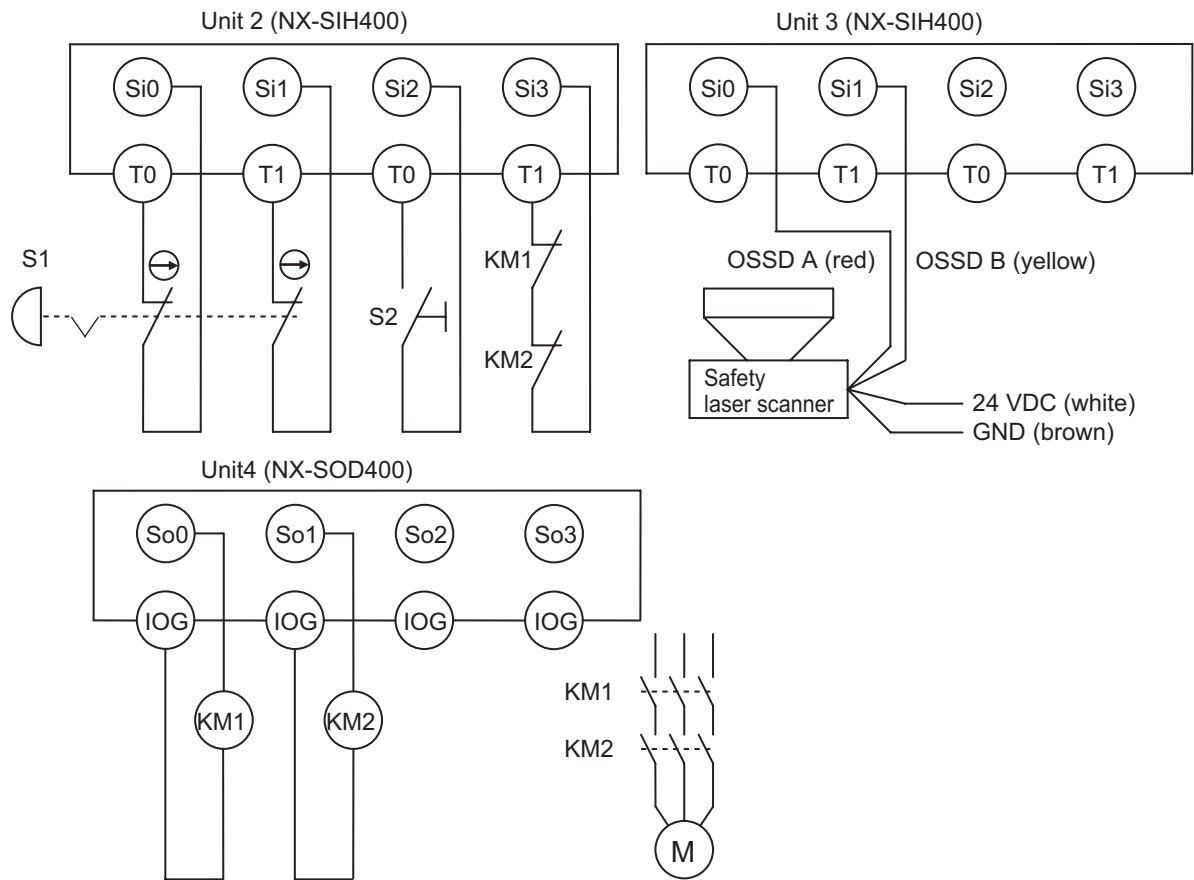 Unit 2 (NX-SIH400)
Si0 Si1 Si2 Si3
T0 T1 T0 T1
S1
S2
KM1
KM2
Unit 3 (NX-SIH400)
Si0 Si1 Si2 Si3
T0 T1 T0 T1
OSSD A (red) OSSD B (yellow)
Safety
laser scanner
24 VDC (white)
GND (brown)
Unit4 (NX-SOD400)
So0 So1 So2 So3
IOG IOG IOG IOG
KM1 KM2
KM1
KM2
M